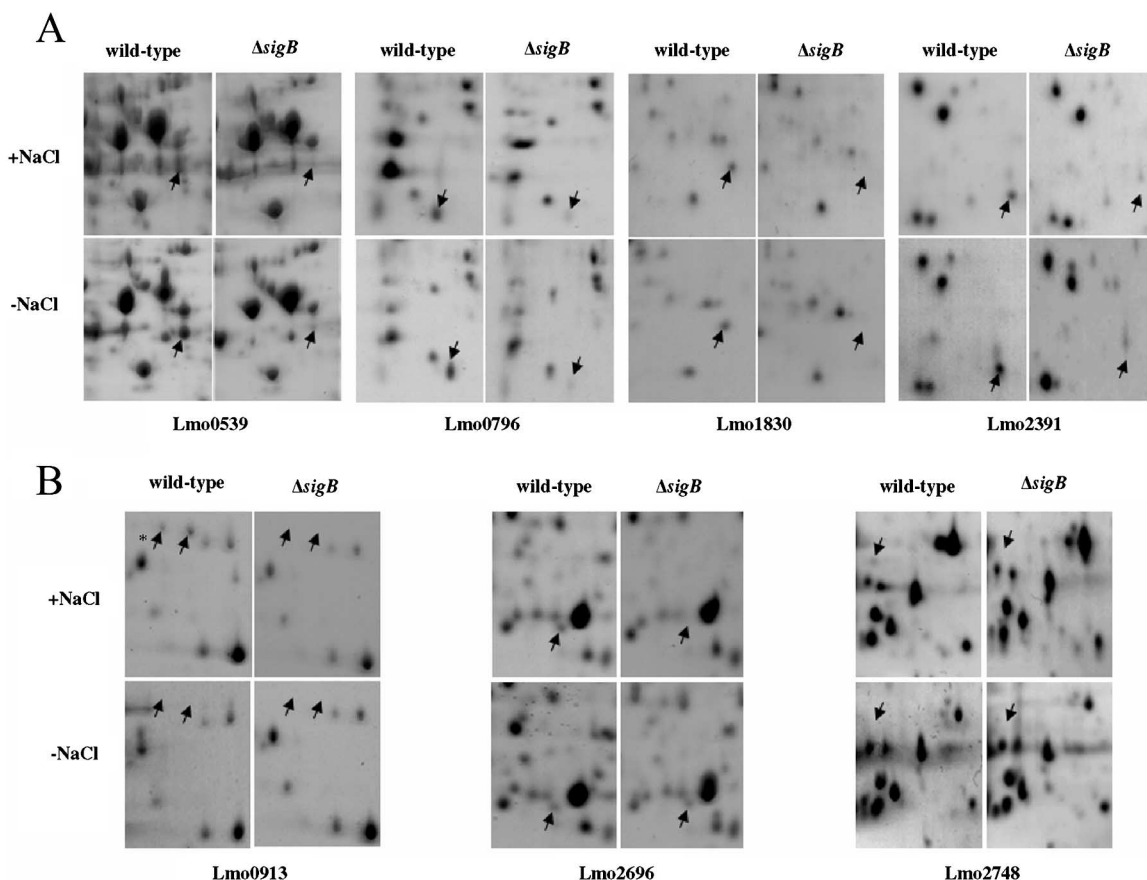 A
wild-type ΔsigB wild-type ΔsigB wild-type ΔsigB wild-type ΔsigB
+NaCl
-NaCl
Lmo0539 Lmo0796 Lmo1830 Lmo2391
B
wild-type ΔsigB wild-type ΔsigB wild-type ΔsigB
*
+NaCl
-NaCl
Lmo0913 Lmo2696 Lmo2748